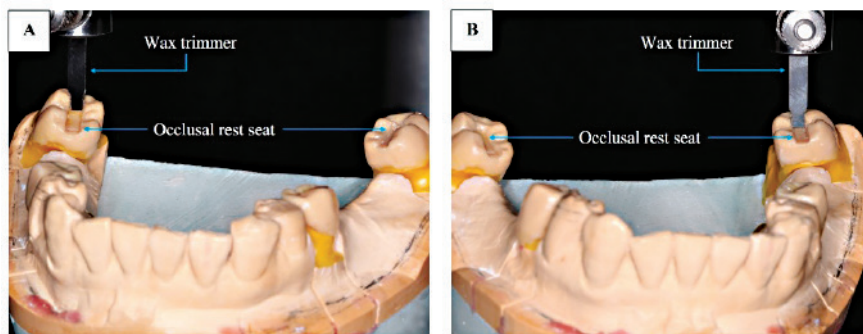 A
Wax trimmer
Occlusal rest seat
B
Wax trimmer
Occlusal rest seat